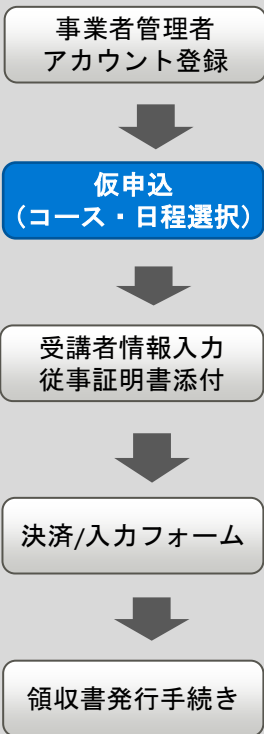 事業者管理者
アカウント登録
仮申込
（コース・日程選択）
受講者情報入力
従事証明書添付
決済/入力フォーム
領収書発行手続き